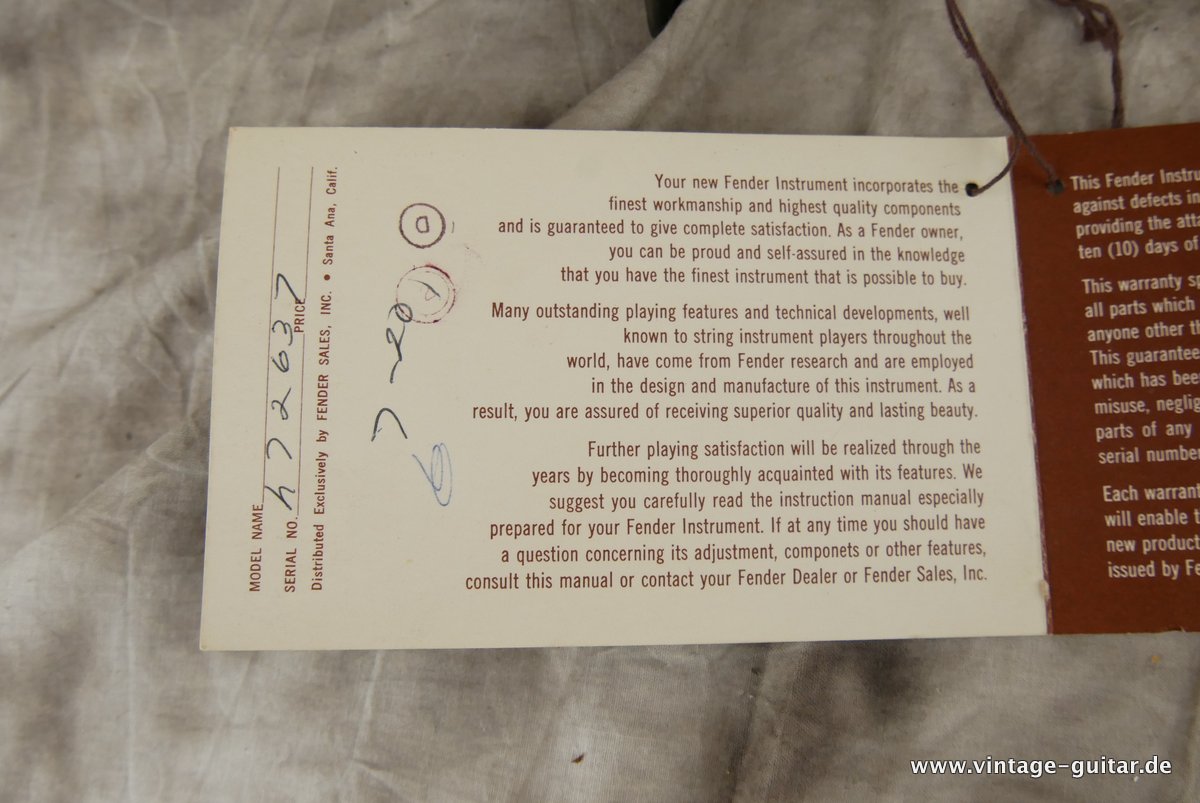 MODEL NAME
SERIAL NO. 472637 PRICE
Distributed Exclusively by FENDER SALES, INC. • Santa Ana, Calif.
7-20
Your new Fender Instrument incorporates the
finest workmanship and highest quality components
and is guaranteed to give complete satisfaction. As a Fender owner,
you can be proud and self-assured in the knowledge
that you have the finest instrument that is possible to buy.
Many outstanding playing features and technical developments, well
known to string instrument players throughout the
world, have come from Fender research and are employed
in the design and manufacture of this instrument. As a
result, you are assured of receiving superior quality and lasting beauty.
Further playing satisfaction will be realized through the
years by becoming thoroughly acquainted with its features. We
suggest you carefully read the instruction manual especially
prepared for your Fender Instrument. If at any time you should have
a question concerning its adjustment, componets or other features,
consult this manual or contact your Fender Dealer or Fender Sales, Inc.
This Fender Instru
against defects in
providing the att
ten (10) days of
This warranty sp
all parts which
anyone other th
This guarantee
which has bee
misuse, neglig
parts of any
serial numbe
Each warrant
will enable t
new product
issued by Fe
www.vintage-guitar.de